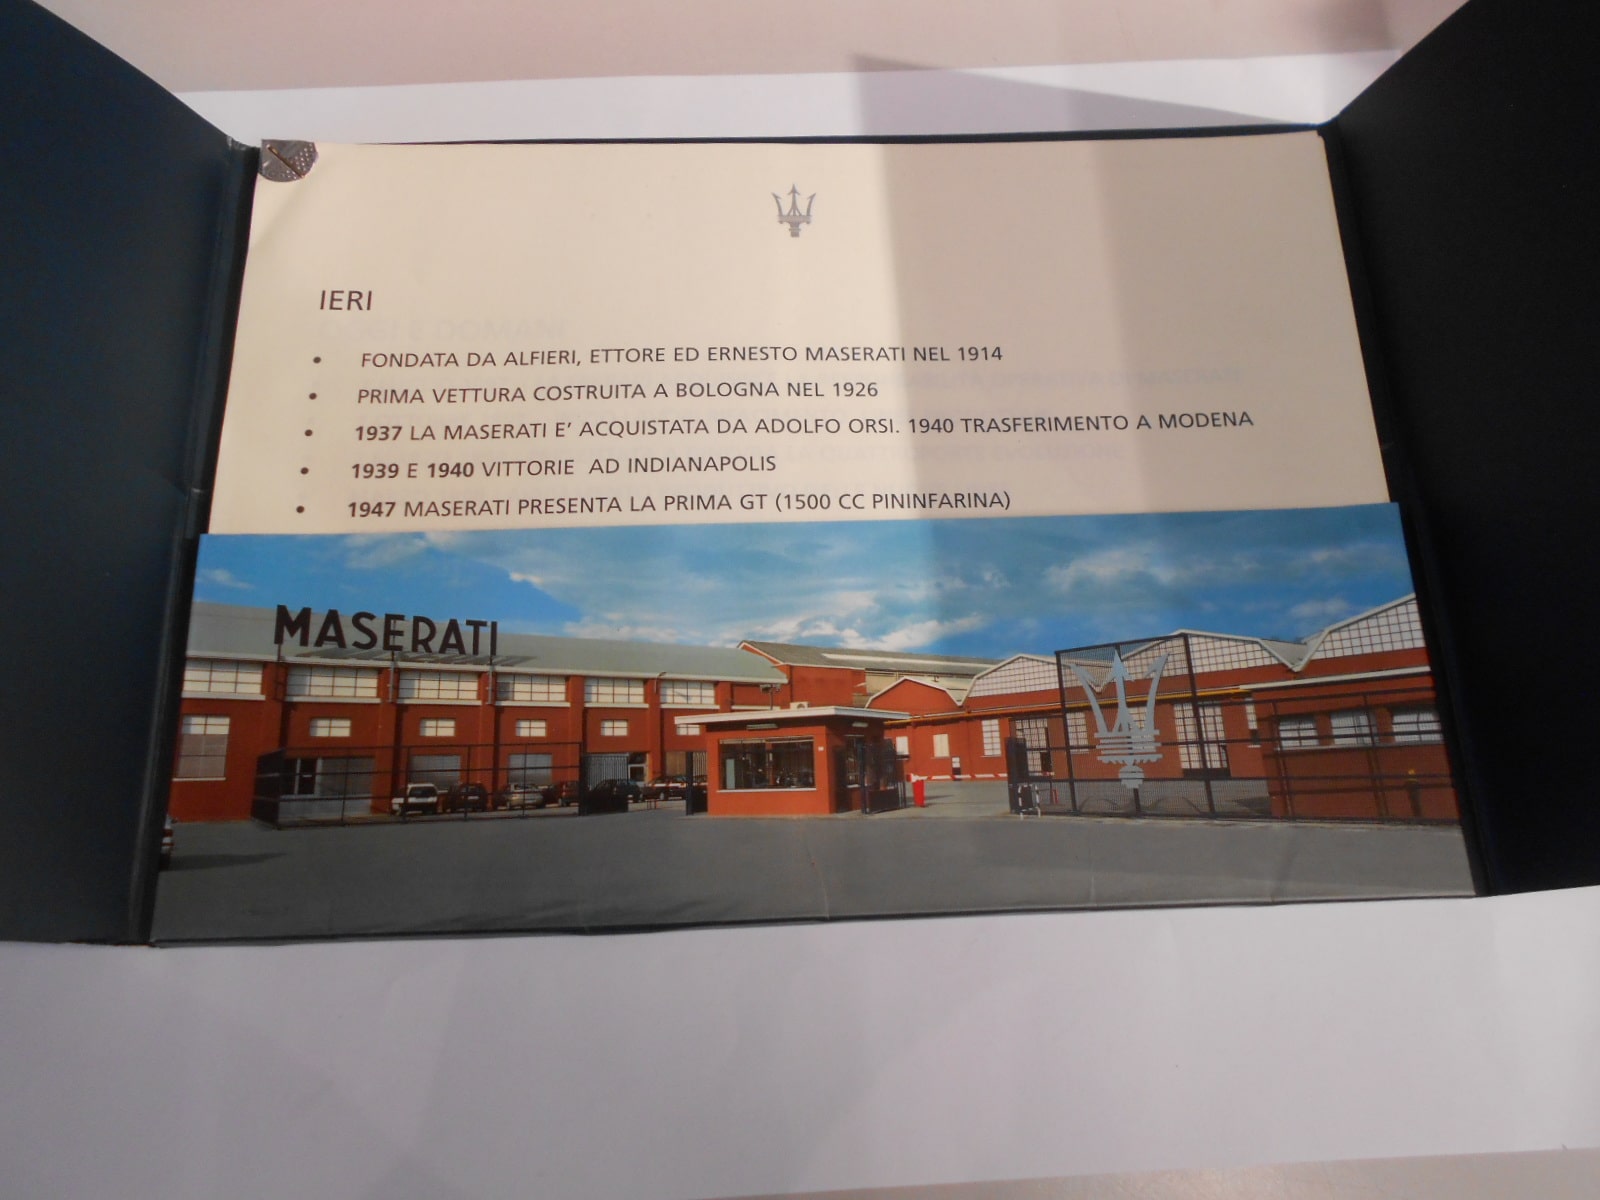 IERI
• FONDATA DA ALFIERI, ETTORE ED ERNESTO MASERATI NEL 1914
• PRIMA VETTURA COSTRUITA A BOLOGNA NEL 1926
• 1937 LA MASERATI E' ACQUISTATA DA ADOLFO ORSI. 1940 TRASFERIMENTO A MODENA
• 1939 E 1940 VITTORIE AD INDIANAPOLIS
• 1947 MASERATI PRESENTA LA PRIMA GT (1500 CC PININFARINA)
MASERATI